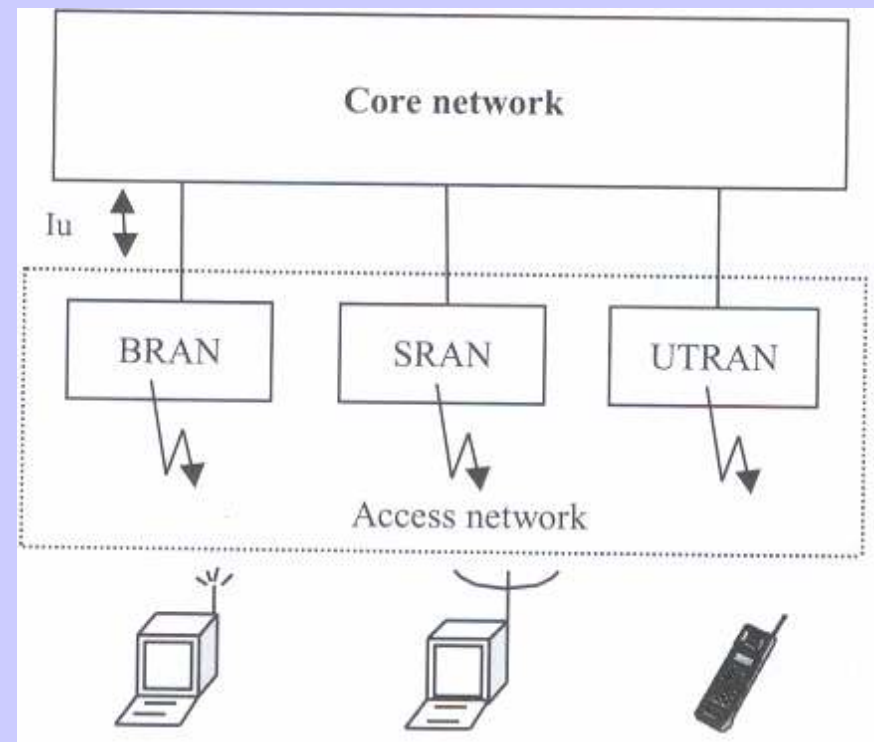 Core network
Iu
BRAN
SRAN
UTRAN
Access network